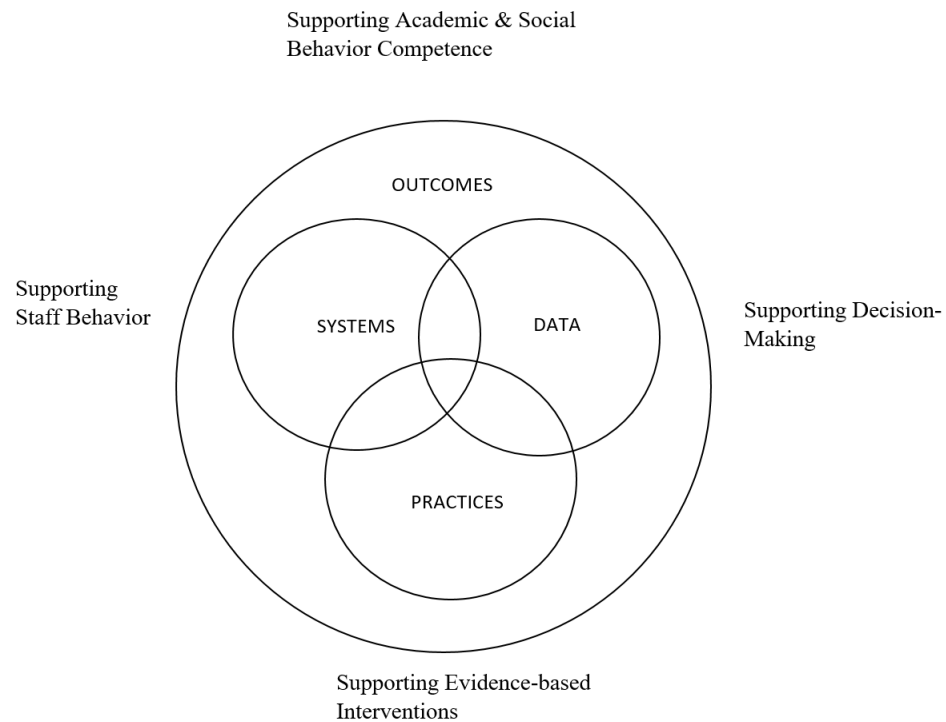 Supporting Academic & Social
Behavior Competence
OUTCOMES
Supporting
Staff Behavior
SYSTEMS
DATA
Supporting Decision-
Making
PRACTICES
Supporting Evidence-based
Interventions